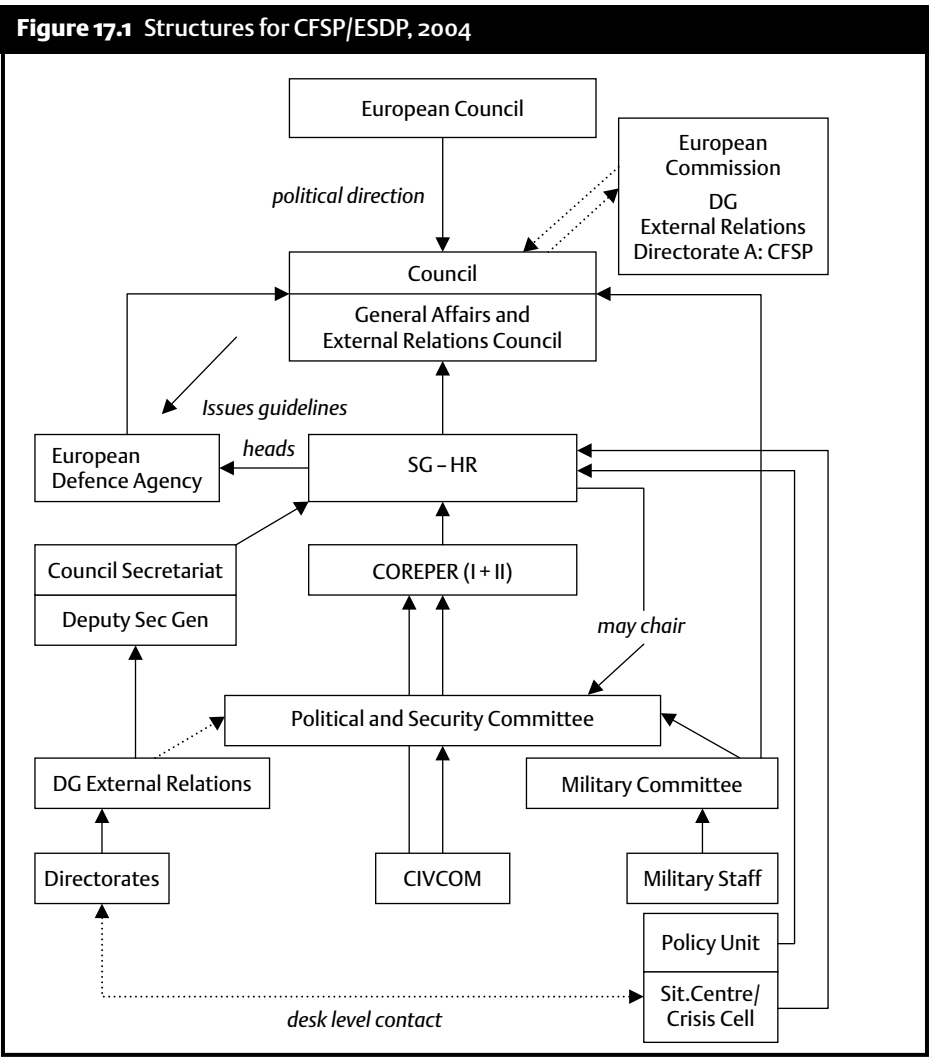 Figure 17.1 Structures for CFSP/ESDP, 2004
European Council
European
Commission
DG
External Relations
Directorate A: CFSP
political direction
Council
General Affairs and
External Relations Council
Issues guidelines
European
Defence Agency
heads
SG – HR
Council Secretariat
Deputy Sec Gen
COREPER (I + II)
may chair
Political and Security Committee
DG External Relations
Military Committee
Directorates
CIVCOM
Military Staff
Policy Unit
Sit.Centre/
Crisis Cell
desk level contact